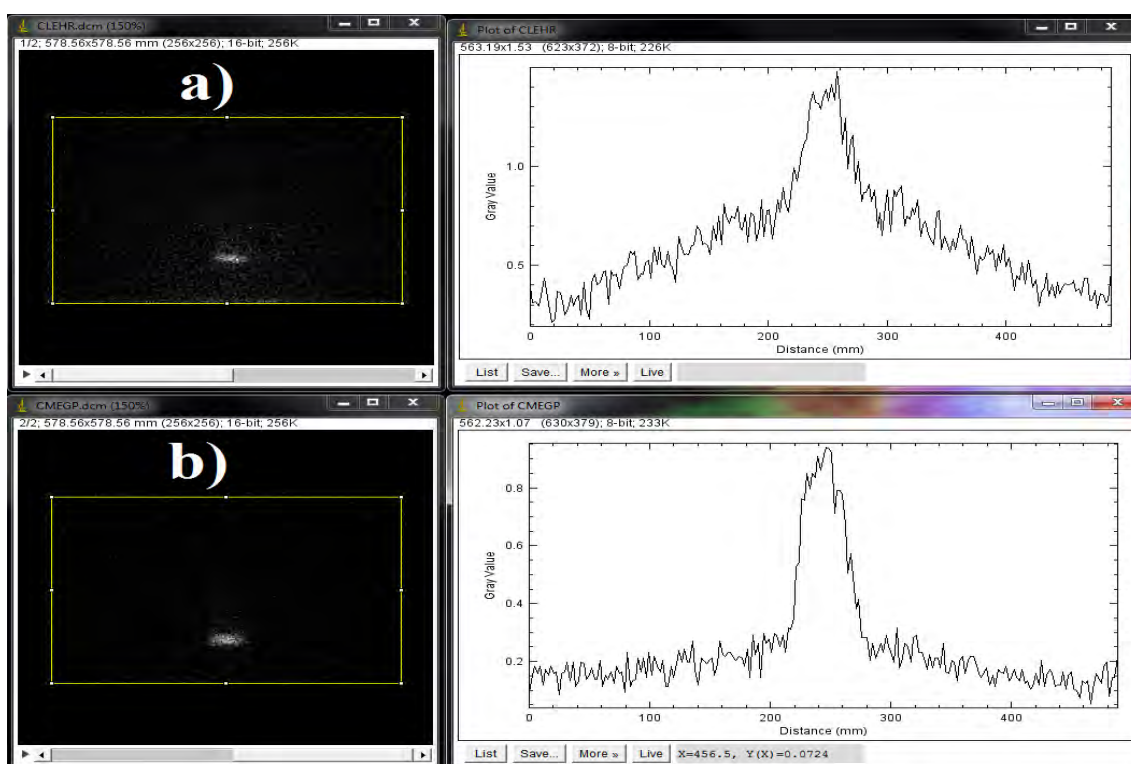 CLEHR.dcm (150%)
1/2; 578.56x578.56 mm (256x256); 16-bit; 256K
a)
Plot of CLEHR
563.19x1.53 (623x372); 8-bit; 226K
1.0
0.5
Gray Value
0 100 200 300 400
Distance (mm)
List Save... More » Live
CMEGP.dcm (150%)
2/2; 578.56x578.56 mm (256x256); 16-bit; 256K
b)
Plot of CMEGP
562.23x1.07 (630x379); 8-bit; 233K
0.8
0.6
0.4
0.2
Gray Value
0 100 200 300 400
Distance (mm)
List Save... More » Live X=456.5, Y(X)=0.0724